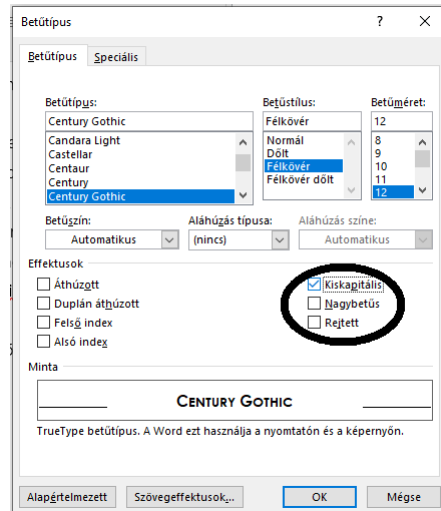 Betűtípus ? X
Betűtípus Speciális
Betűtípus: Betűstílus: Betűméret:
Century Gothic Félkövér 12
Candara Light Normál 8
Castellar Dőlt 9
Centaur Félkövér 10
Century Félkövér dőlt 11
Century Gothic 12
Betűszín: Aláhúzás típusa: Aláhúzás színe:
Automatikus (nincs) Automatikus
Effektusok
Áthúzott Kiskapitális
Duplán áthúzott Nagybetűs
Felső index Rejtett
Alsó index
Minta
CENTURY GOTHIC
TrueType betűtípus. A Word ezt használja a nyomtatón és a képernyőn.
Alapértelmezett Szövegeffektusok... OK Mégse